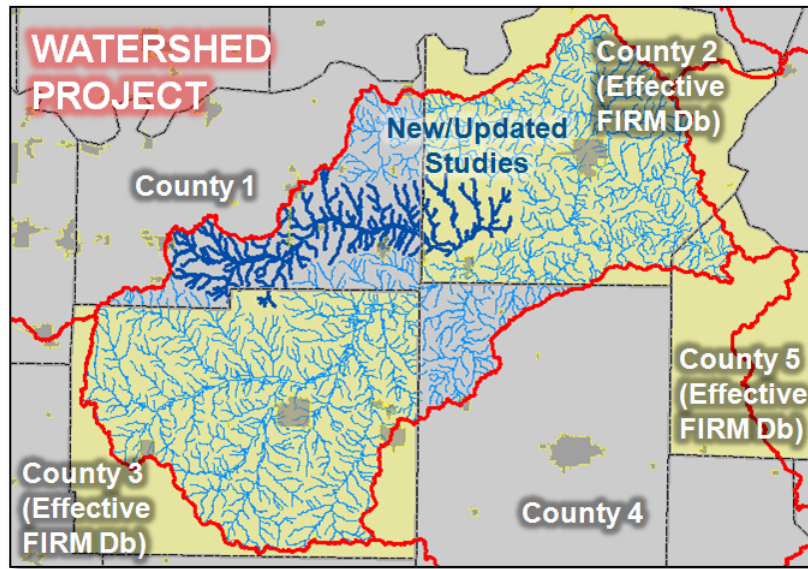 WATERSHED
PROJECT
County 2
(Effective
FIRM Db)
New/Updated
Studies
County 1
County 5
(Effective
FIRM Db)
County 3
(Effective
FIRM Db)
County 4